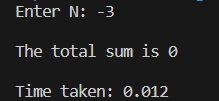 Enter N: -3
The total sum is 0
Time taken: 0.012